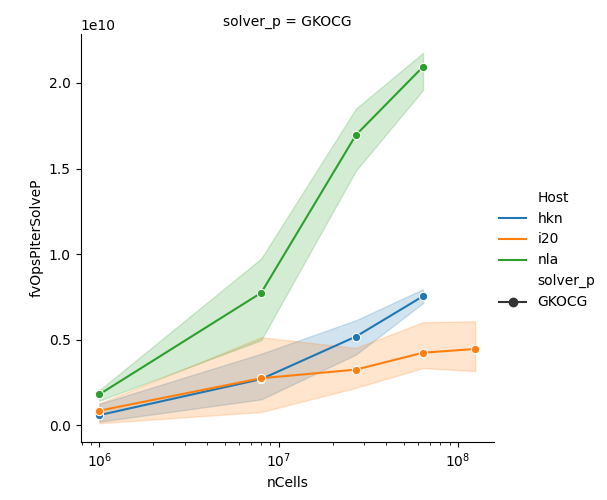 solver_p = GKOCG
1e10
2.0
1.5
1.0
0.5
0.0
fvOpsPIterSolveP
10^6
10^7
10^8
nCells
Host
hkn
i20
nla
solver_p
GKOCG